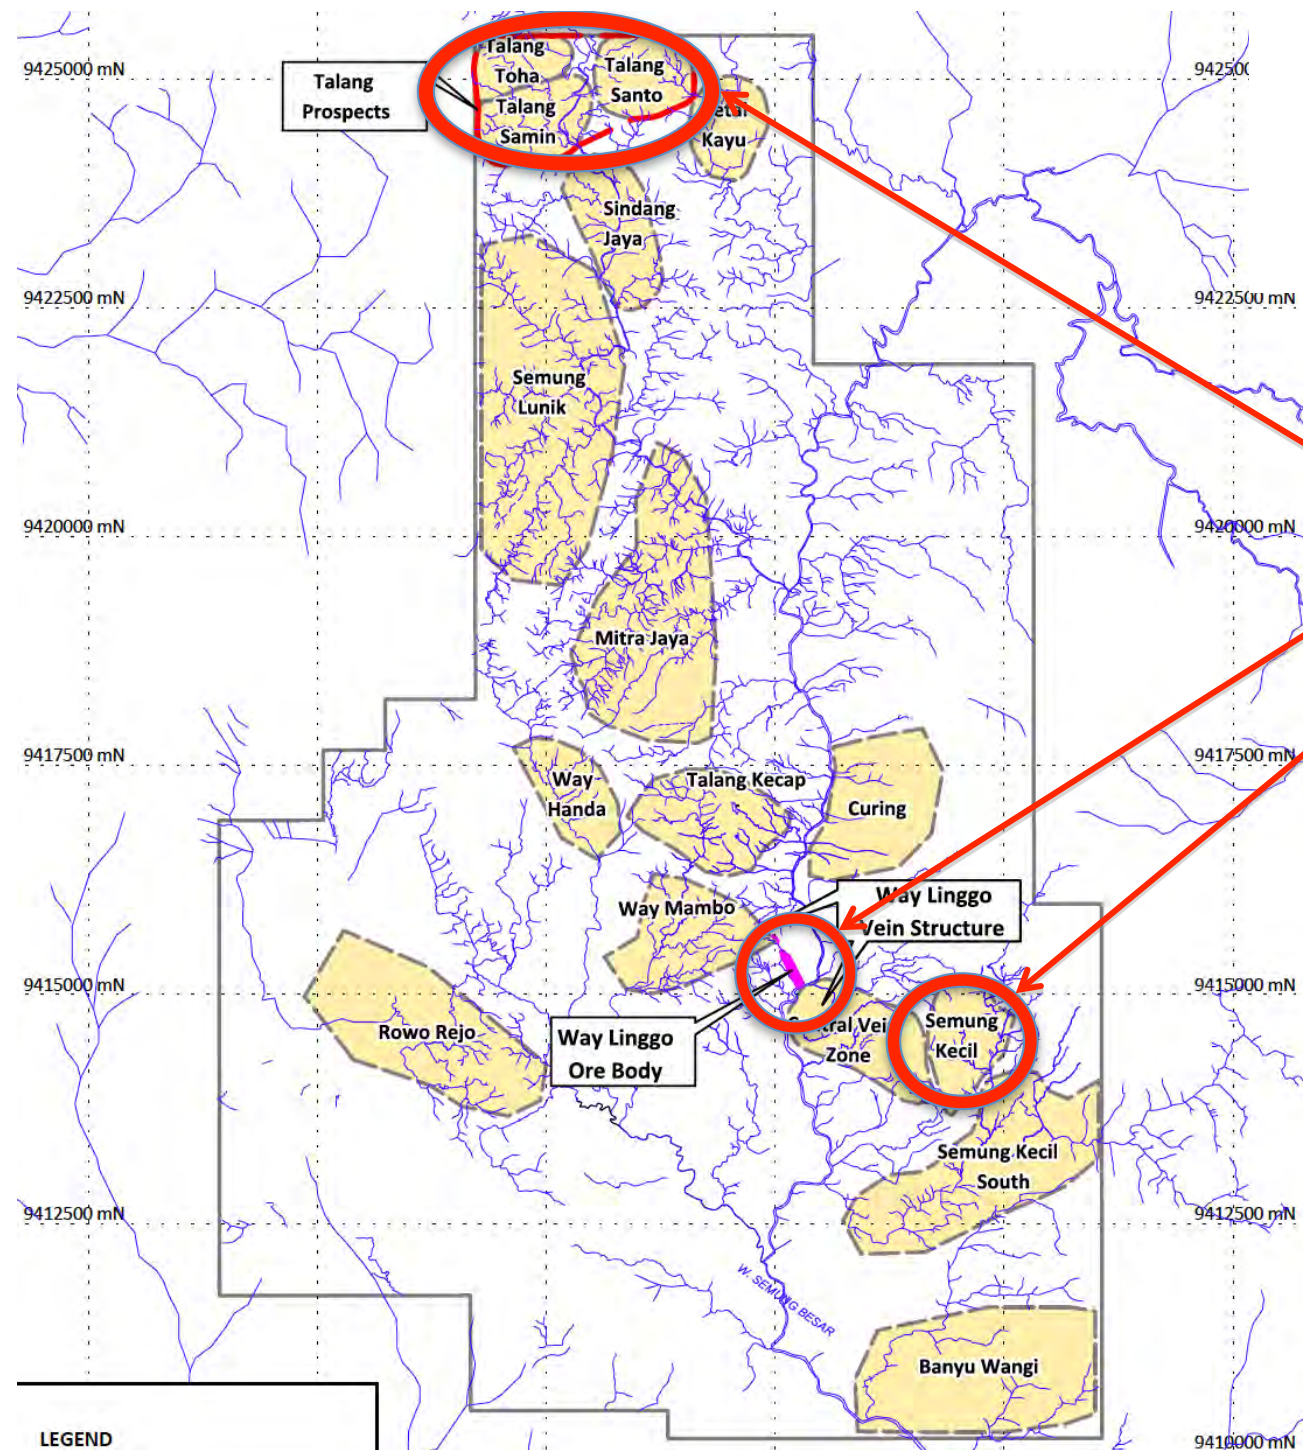 Talang
Toha
9425000 mN
Talang
Santo
Talang
Prospects
Talang
Samin
Kayu
Sindang
Jaya
9422500 mN
9422500 mN
Semung
Lunik
9420000 mN
9420000 mN
Mitra Jaya
9417500 mN
9417500 mN
Way
Handa
Talang Kecap
Curing
Way Linggo
Vein Structure
Way Mambo
9415000 mN
9415000 mN
Rowo Rejo
Way Linggo
Ore Body
Zone
Semung
Kecil
Semung Kecil
South
9412500 mN
9412500 mN
W. SEMUNG BESAR
Banyu Wangi
LEGEND
9410000 mN